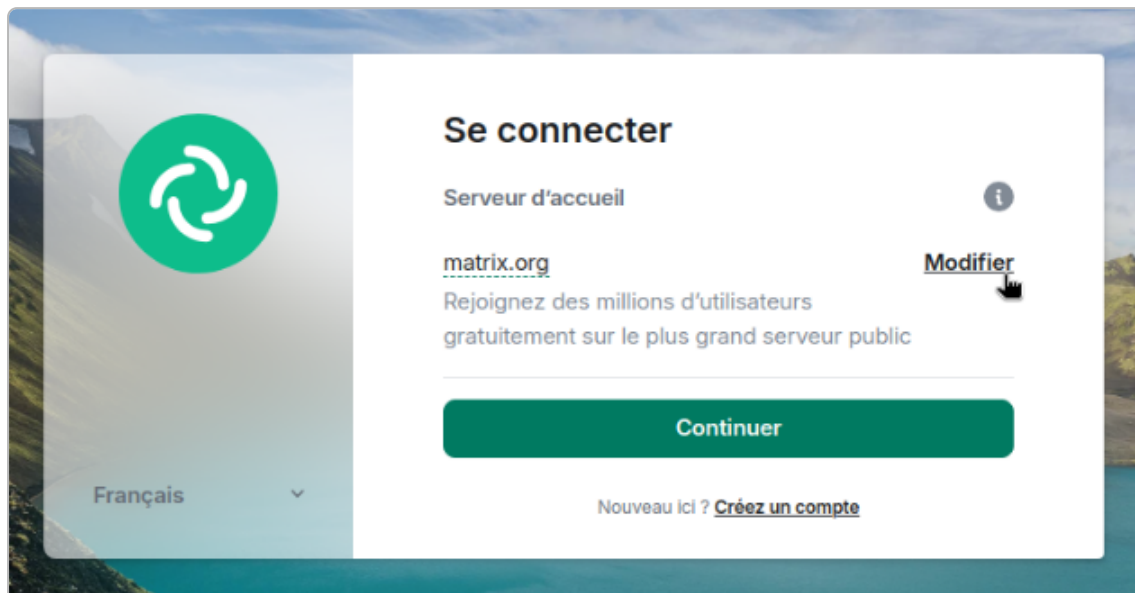 Se connecter
Serveur d’accueil
matrix.org
Modifier
Rejoignez des millions d’utilisateurs
gratuitement sur le plus grand serveur public
Continuer
Français
Nouveau ici ? Créez un compte